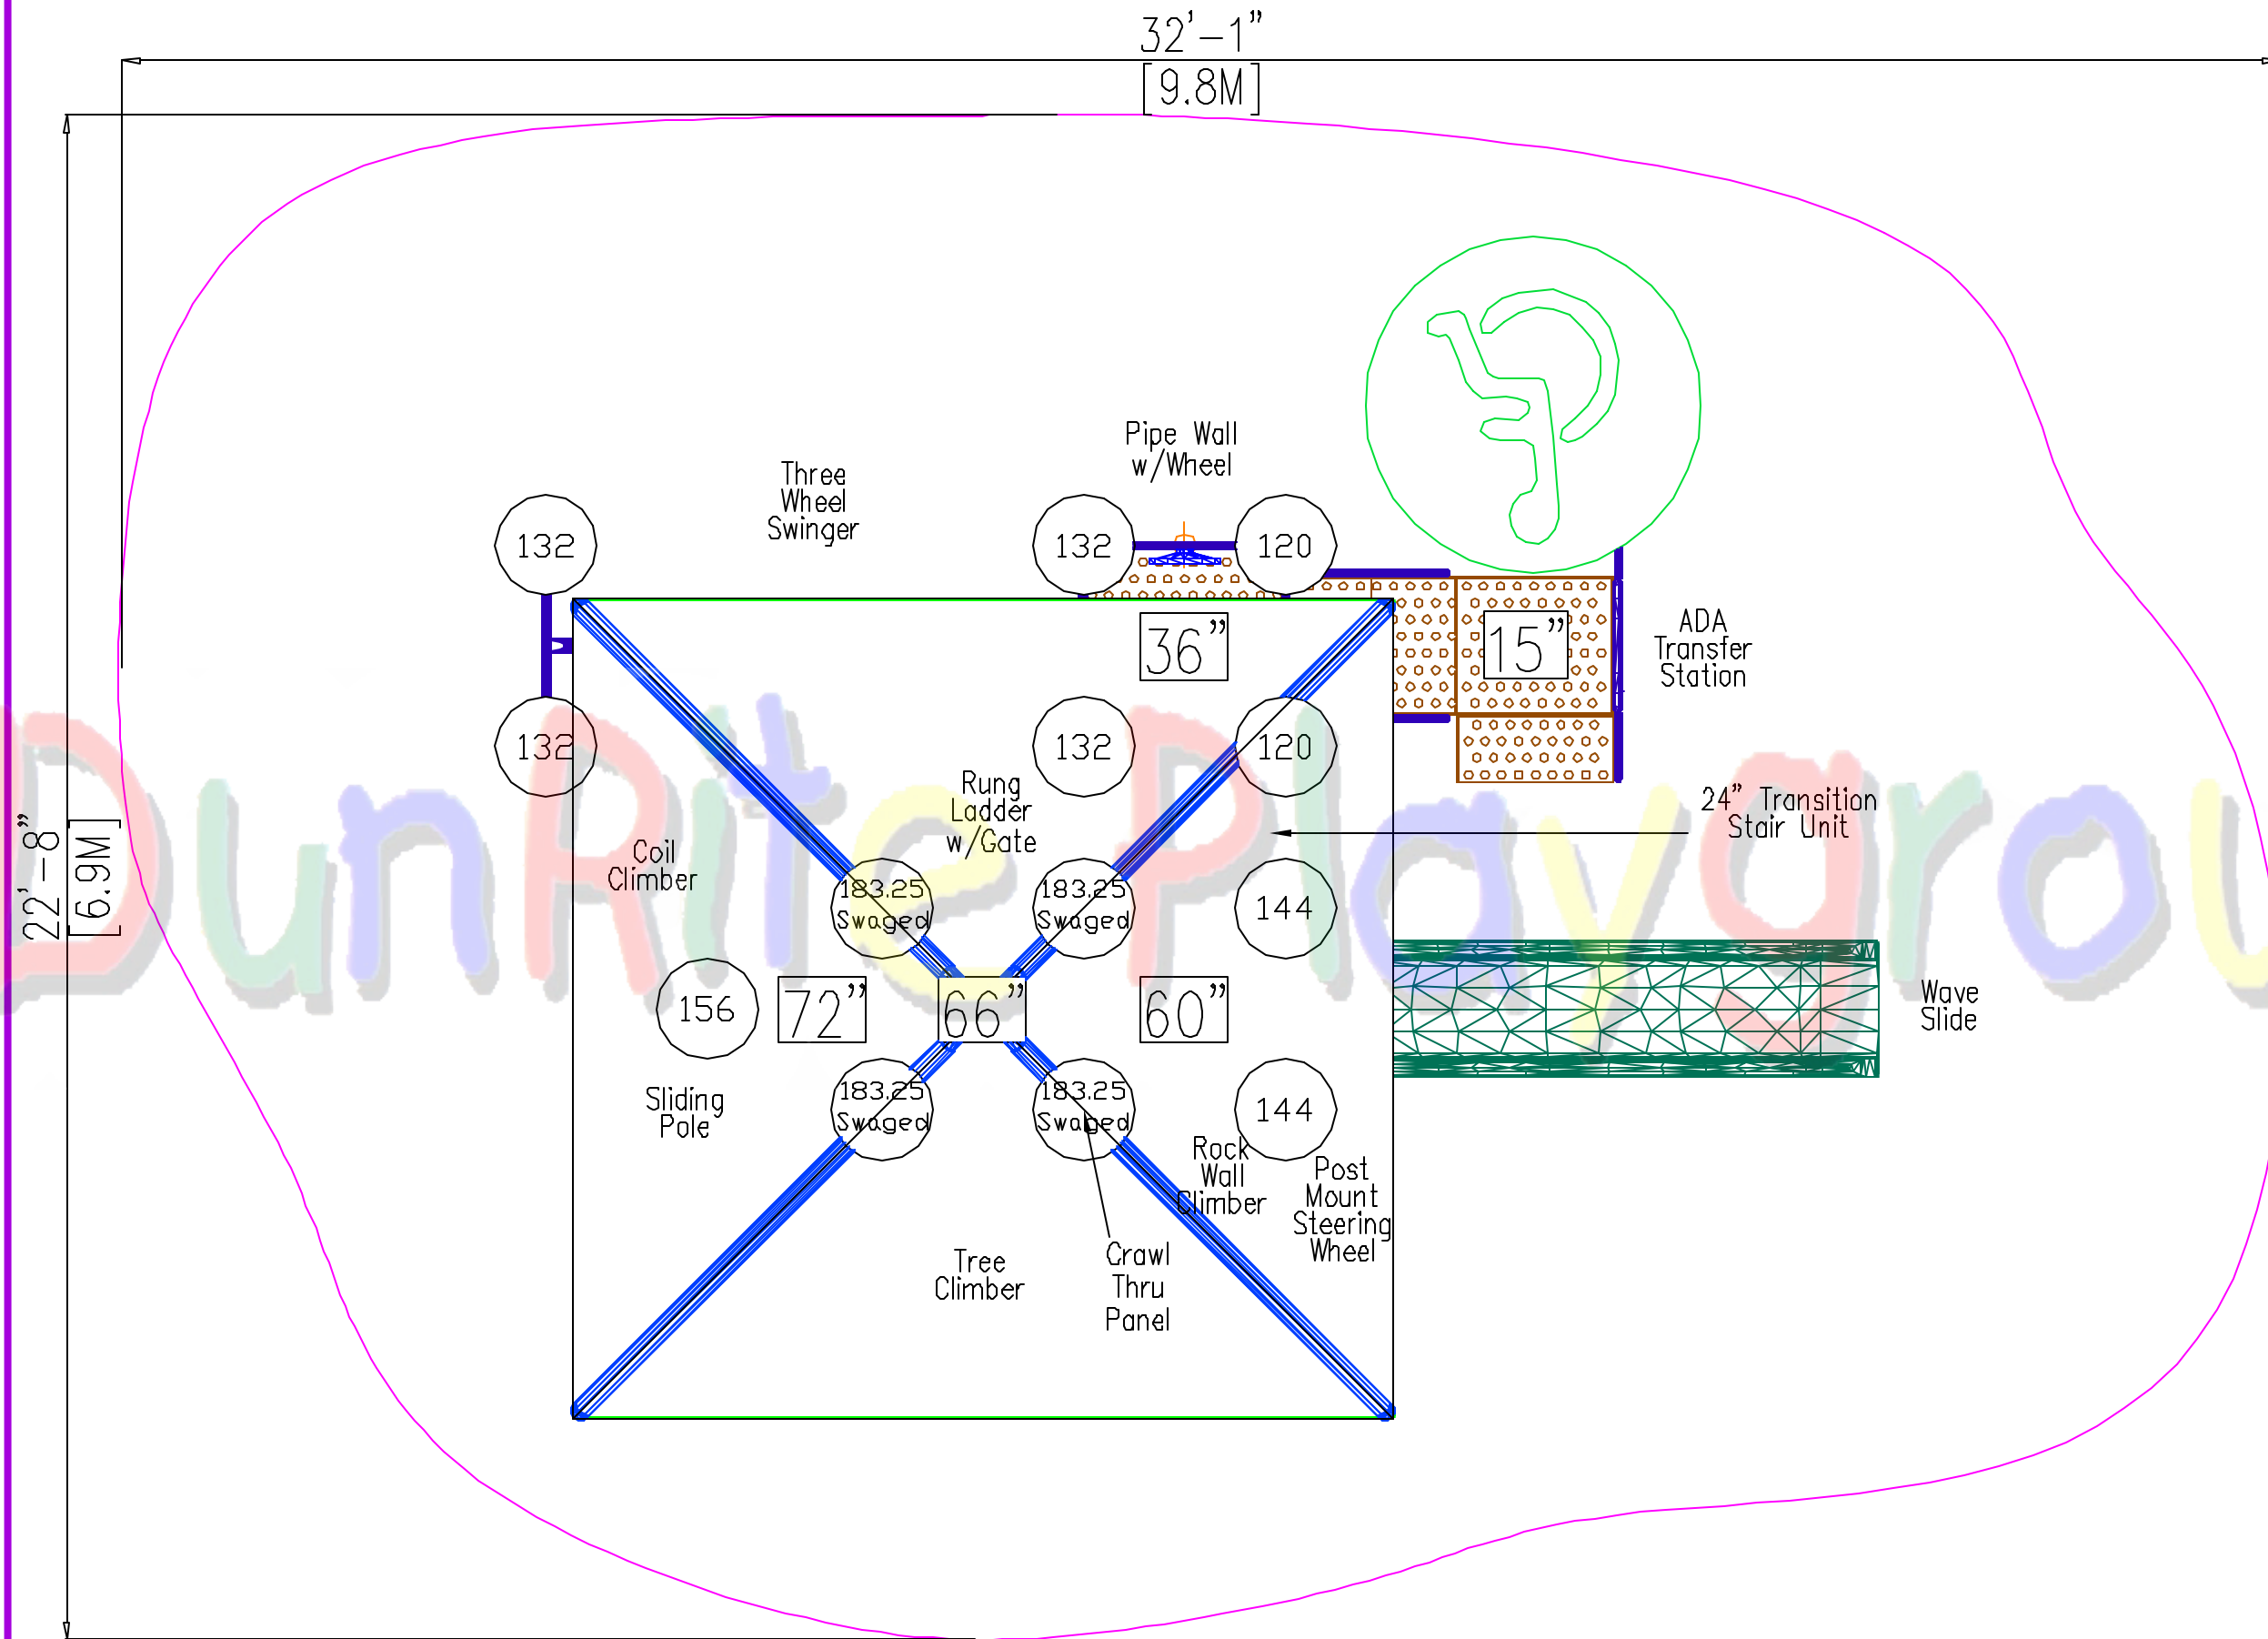 32'-1"
[9.8M]
22'-8"
[6.9M]
Pipe Wall
w/Wheel
Three
Wheel
Swinger
132
132
120
36"
15"
ADA
Transfer
Station
132
132
120
Rung
Ladder
w/Gate
24" Transition
Stair Unit
Coil
Climber
183.25
Swaged
183.25
Swaged
144
DunRite Playgrou
156
72"
66"
60"
Wave
Slide
Sliding
Pole
183.25
Swaged
183.25
Swaged
144
Rock
Wall
Climber
Post
Mount
Steering
Wheel
Tree
Climber
Crawl
Thru
Panel